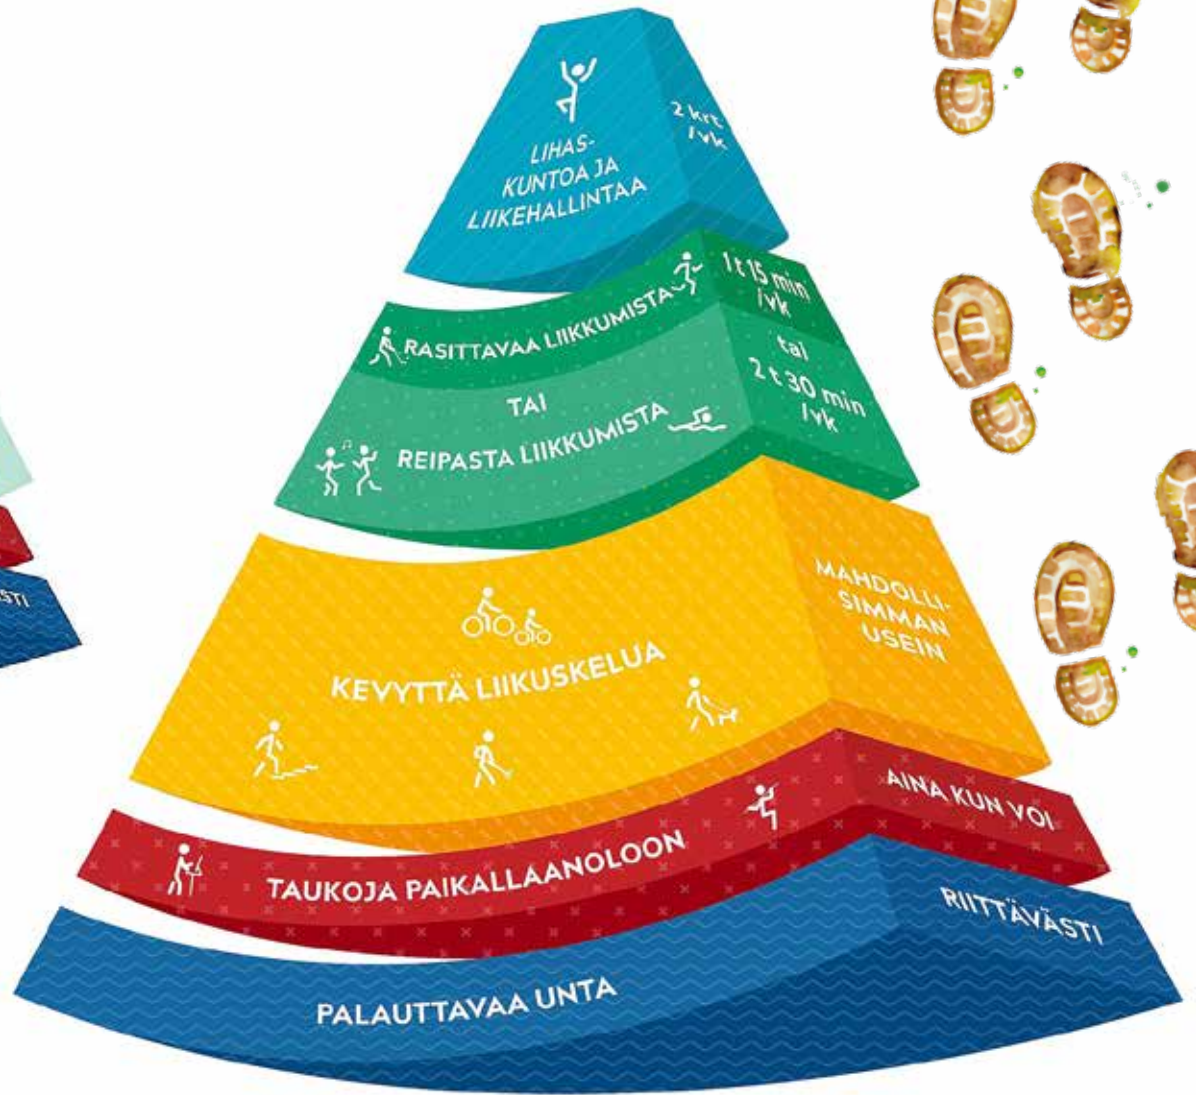 LIHAS-
KUNTOA JA
LIIKEHALLINTAA
2 krt
/vk
RASITTAVAA LIIKKUMISTA
1 t 15 min
/vk
TAI
tai
REIPASTA LIIKKUMISTA
2 t 30 min
/vk
KEVYTTÄ LIIKUSKELUA
MAHDOLLI-
SIMMAN
USEIN
TAUKOJA PAIKALLAANOLOON
AINA KUN VOI
PALAUTTAVAA UNTA
RIITTÄVÄSTI